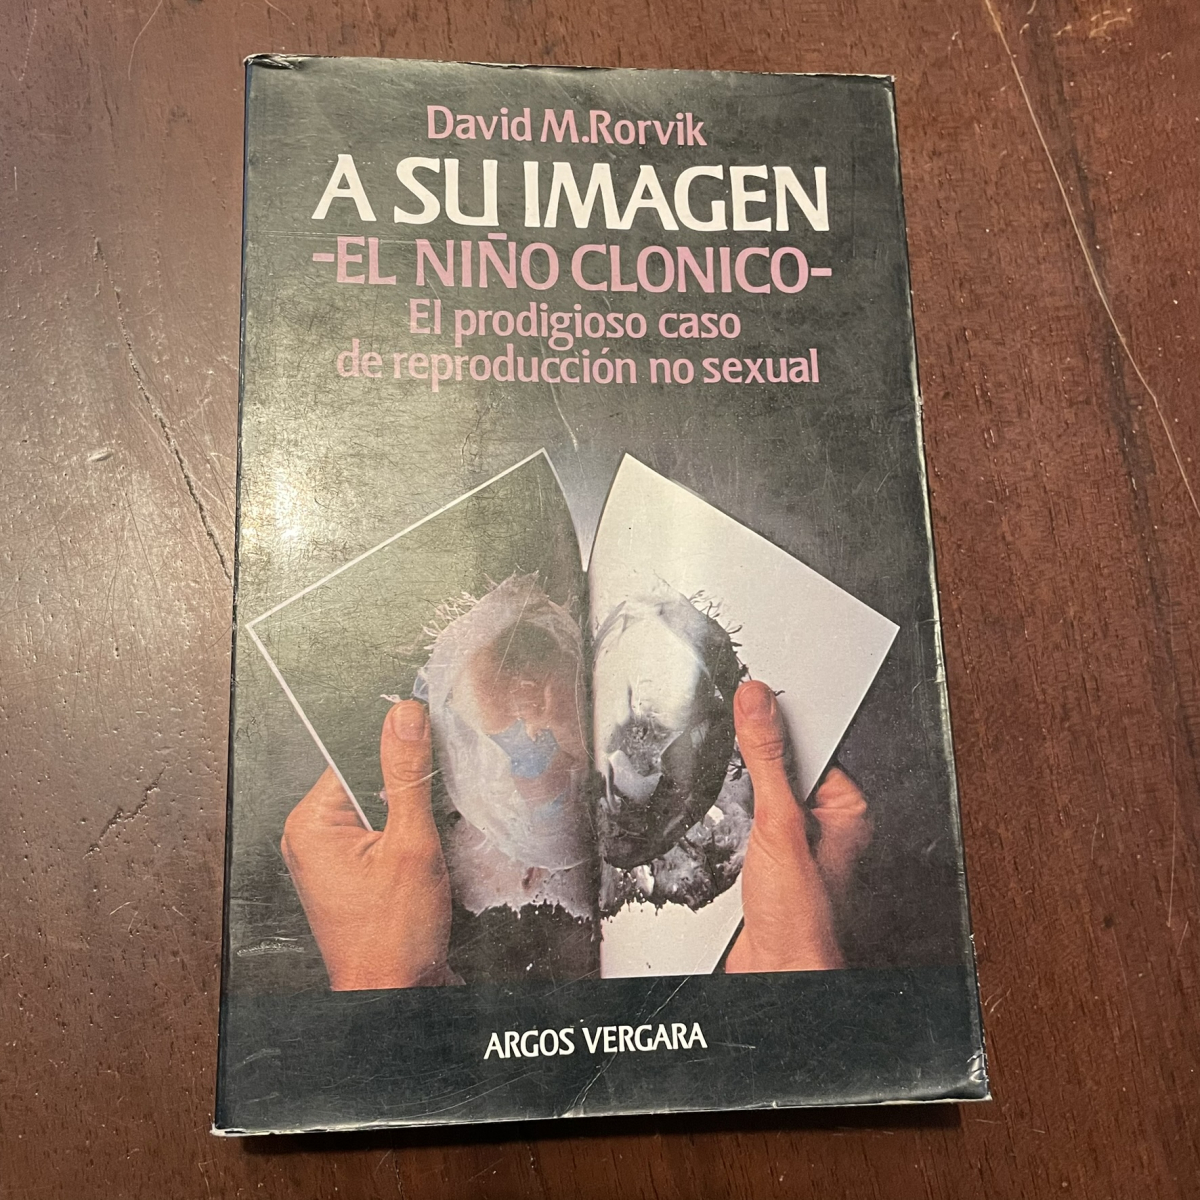 David M.Rorvik
A SU IMAGEN
-EL NIÑO CLONICO-
El prodigioso caso
de reproducción no sexual
ARGOS VERGARA